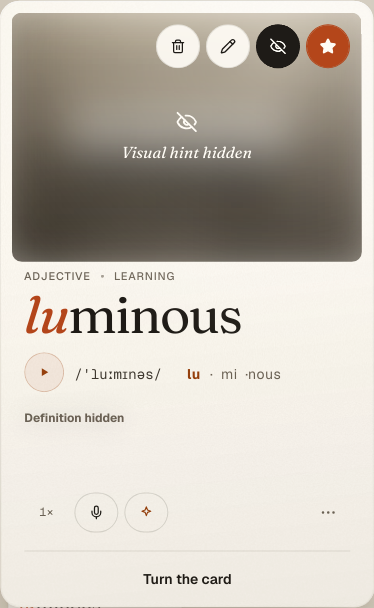 Visual hint hidden
ADJECTIVE • LEARNING
luminous
/ˈluːmɪnəs/ lu · mi ·nous
Definition hidden
1×
Turn the card